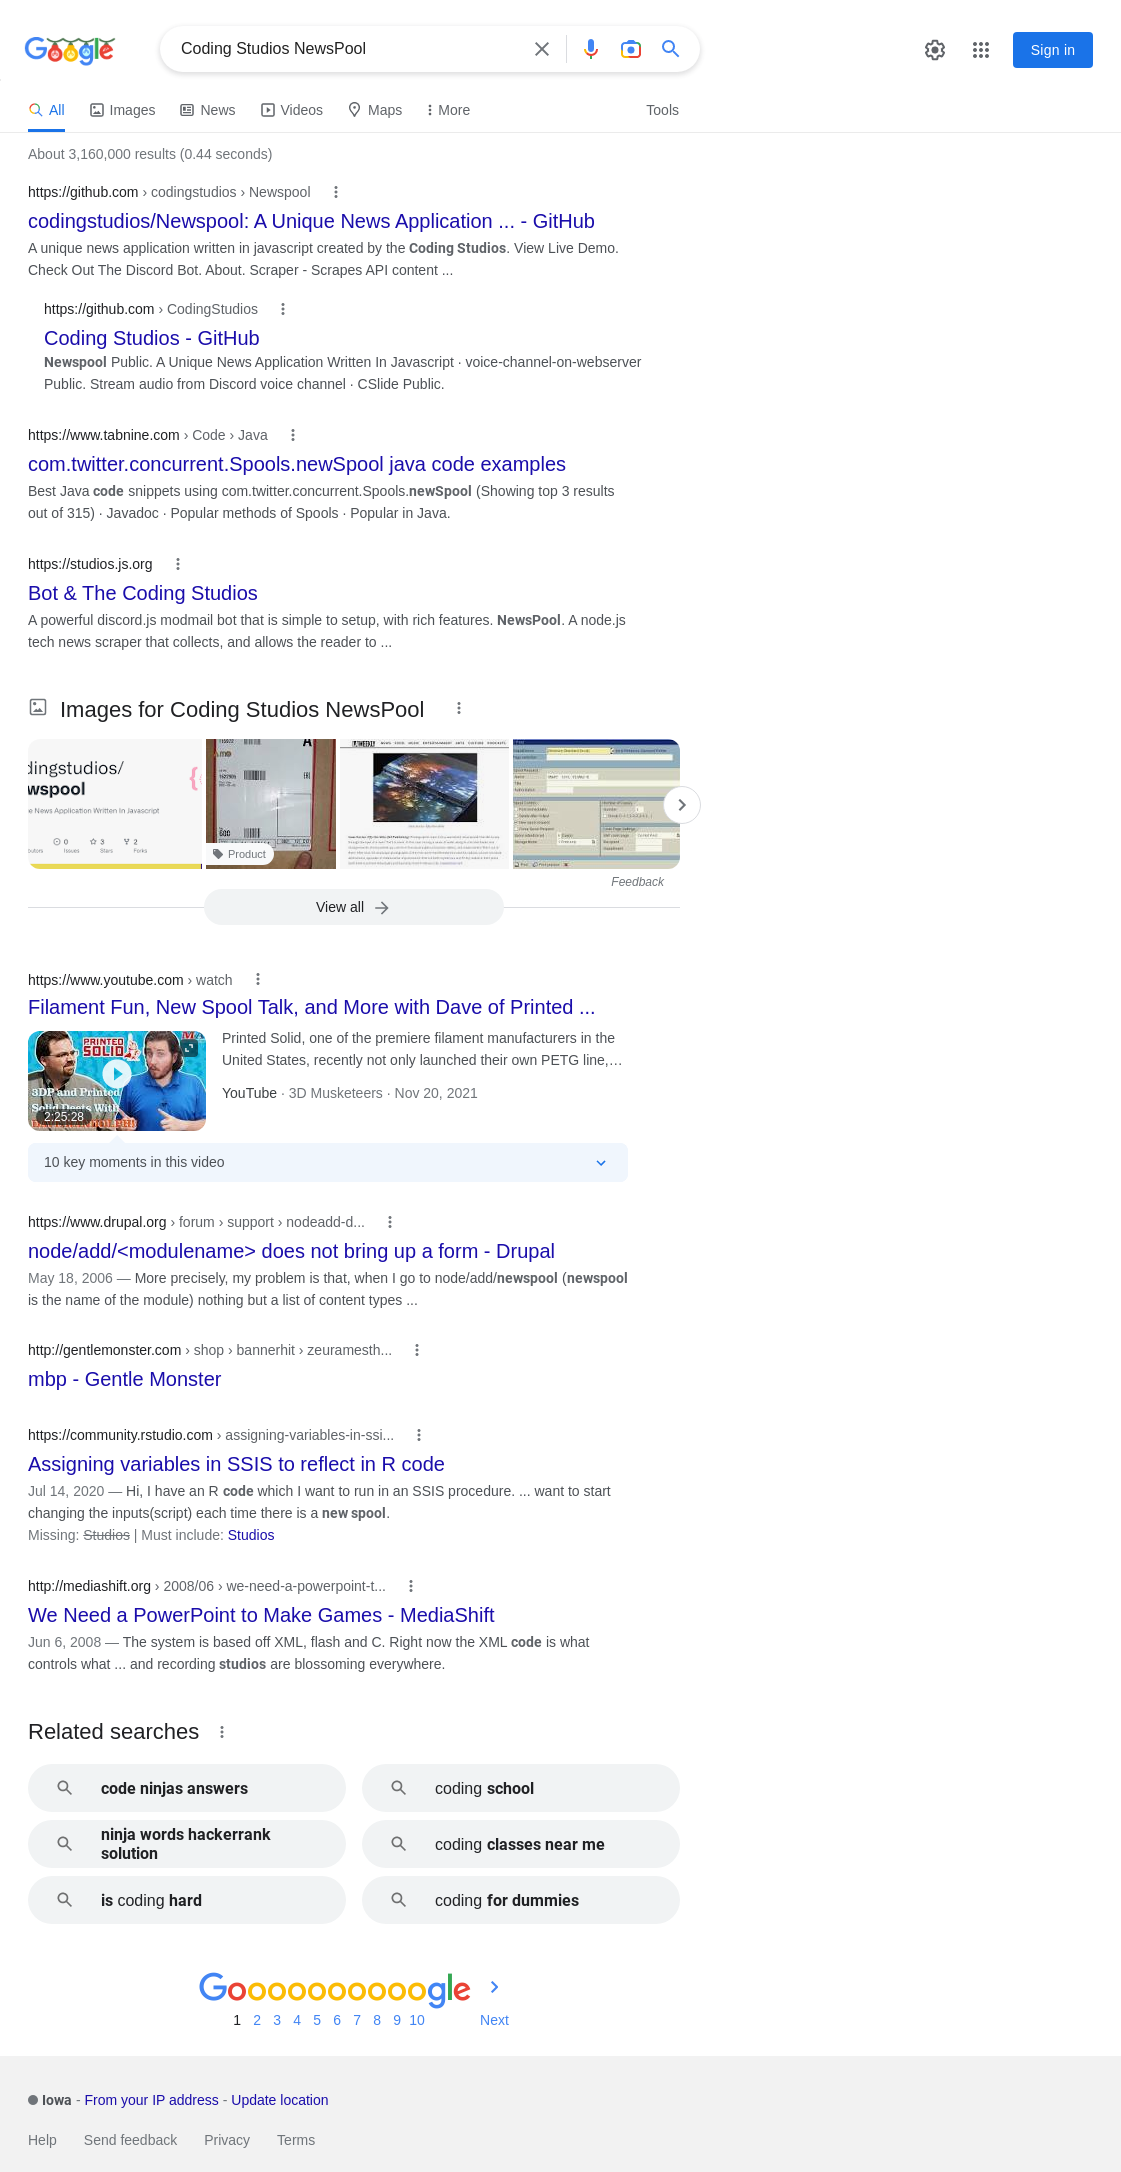 Google
Coding Studios NewsPool
Sign in
All
Images
News
Videos
Maps
More
Tools
About 3,160,000 results (0.44 seconds)
https://github.com › codingstudios › Newspool
codingstudios/Newspool: A Unique News Application ... - GitHub
A unique news application written in javascript created by the Coding Studios. View Live Demo.
Check Out The Discord Bot. About. Scraper - Scrapes API content ...
https://github.com › CodingStudios
Coding Studios - GitHub
Newspool Public. A Unique News Application Written In Javascript · voice-channel-on-webserver
Public. Stream audio from Discord voice channel · CSlide Public.
https://www.tabnine.com › Code › Java
com.twitter.concurrent.Spools.newSpool java code examples
Best Java code snippets using com.twitter.concurrent.Spools.newSpool (Showing top 3 results
out of 315) · Javadoc · Popular methods of Spools · Popular in Java.
https://studios.js.org
Bot & The Coding Studios
A powerful discord.js modmail bot that is simple to setup, with rich features. NewsPool. A node.js
tech news scraper that collects, and allows the reader to ...
Images for Coding Studios NewsPool
dingstudios/
wspool
e News Application Written In Javascript
0
3
2
Issues
Stars
Forks
Product
Feedback
View all
https://www.youtube.com › watch
Filament Fun, New Spool Talk, and More with Dave of Printed ...
PRINTED
SOLID
3DP and Printed
Solid Deets With
2:25:28
Printed Solid, one of the premiere filament manufacturers in the
United States, recently not only launched their own PETG line,…
YouTube · 3D Musketeers · Nov 20, 2021
10 key moments in this video
https://www.drupal.org › forum › support › nodeadd-d...
node/add/<modulename> does not bring up a form - Drupal
May 18, 2006 — More precisely, my problem is that, when I go to node/add/newspool (newspool
is the name of the module) nothing but a list of content types ...
http://gentlemonster.com › shop › bannerhit › zeuramesth...
mbp - Gentle Monster
https://community.rstudio.com › assigning-variables-in-ssi...
Assigning variables in SSIS to reflect in R code
Jul 14, 2020 — Hi, I have an R code which I want to run in an SSIS procedure. ... want to start
changing the inputs(script) each time there is a new spool.
Missing: Studios | Must include: Studios
http://mediashift.org › 2008/06 › we-need-a-powerpoint-t...
We Need a PowerPoint to Make Games - MediaShift
Jun 6, 2008 — The system is based off XML, flash and C. Right now the XML code is what
controls what ... and recording studios are blossoming everywhere.
Related searches
code ninjas answers
coding school
ninja words hackerrank
solution
coding classes near me
is coding hard
coding for dummies
Goooooooooogle
1 2 3 4 5 6 7 8 9 10 Next
Iowa - From your IP address - Update location
Help Send feedback Privacy Terms